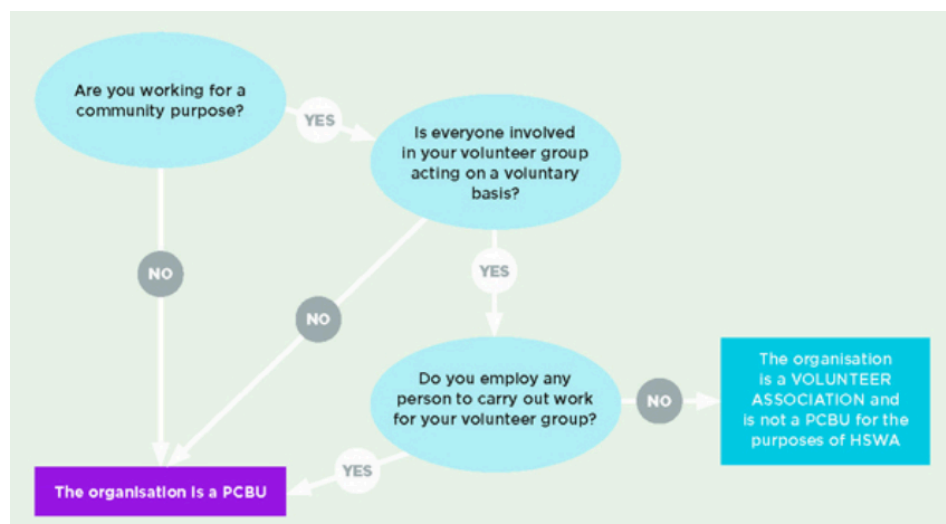 Are you working for a
community purpose?
YES
Is everyone involved
in your volunteer group
acting on a voluntary
basis?
NO
NO
YES
Do you employ any
person to carry out work
for your volunteer group?
NO
The organisation
is a VOLUNTEER
ASSOCIATION and
is not a PCBU for the
purposes of HSWA
YES
The organisation is a PCBU